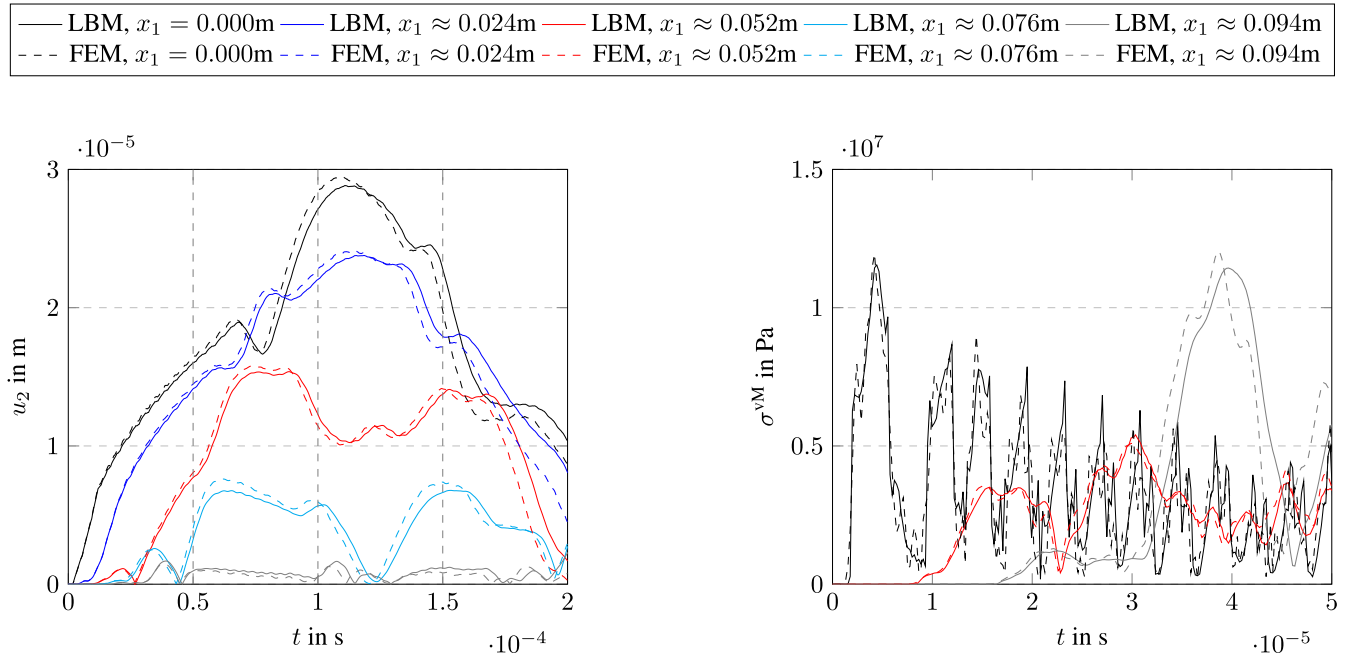 LBM, x₁ = 0.000m LBM, x₁ ≈ 0.024m LBM, x₁ ≈ 0.052m LBM, x₁ ≈ 0.076m LBM, x₁ ≈ 0.094m
FEM, x₁ = 0.000m FEM, x₁ ≈ 0.024m FEM, x₁ ≈ 0.052m FEM, x₁ ≈ 0.076m FEM, x₁ ≈ 0.094m
·10⁻⁵
3
2
1
0
u₂ in m
0 0.5 1 1.5 2
t in s
·10⁻⁴
·10⁷
1.5
1
0.5
0
σᵛᴹ in Pa
0 1 2 3 4 5
t in s
·10⁻⁵